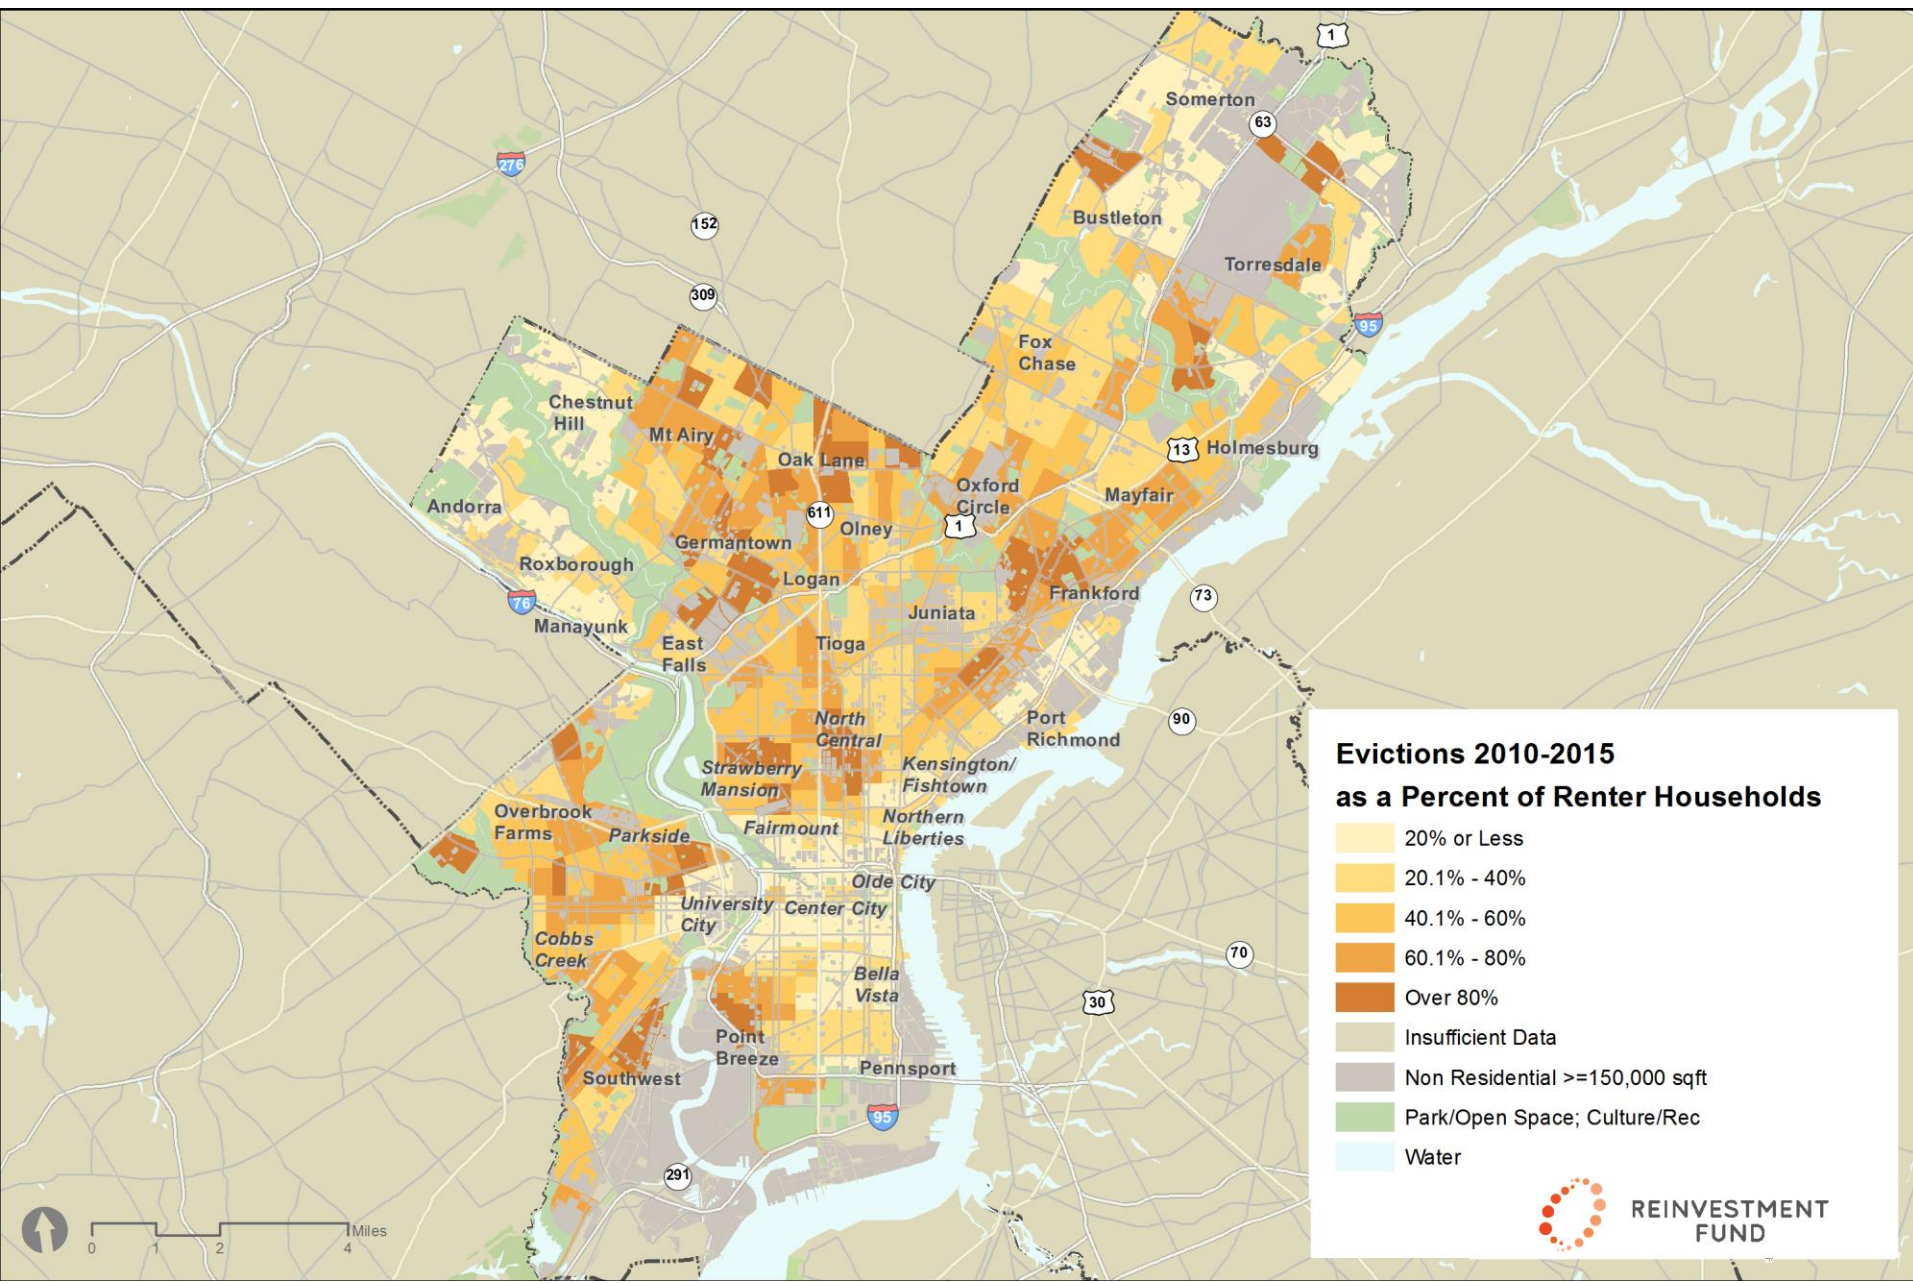 1
Somerton
63
276
Bustleton
152
Torresdale
309
95
Fox
Chase
Chestnut
Hill
Mt Airy
13
Holmesburg
Oak Lane
Oxford
Circle
Mayfair
Andorra
611
Olney
1
Germantown
Roxborough
Logan
Frankford
76
73
Manayunk
Juniata
East
Falls
Tioga
North
Central
Port
Richmond
90
Strawberry
Mansion
Kensington/
Fishtown
Overbrook
Farms
Parkside
Fairmount
Northern
Liberties
Olde City
University
City
Center City
Cobbs
Creek
70
Bella
Vista
30
Point
Breeze
Southwest
Pennsport
95
291
Miles
0 1 2 4
Evictions 2010-2015
as a Percent of Renter Households
20% or Less
20.1% - 40%
40.1% - 60%
60.1% - 80%
Over 80%
Insufficient Data
Non Residential >=150,000 sqft
Park/Open Space; Culture/Rec
Water
REINVESTMENT
FUND